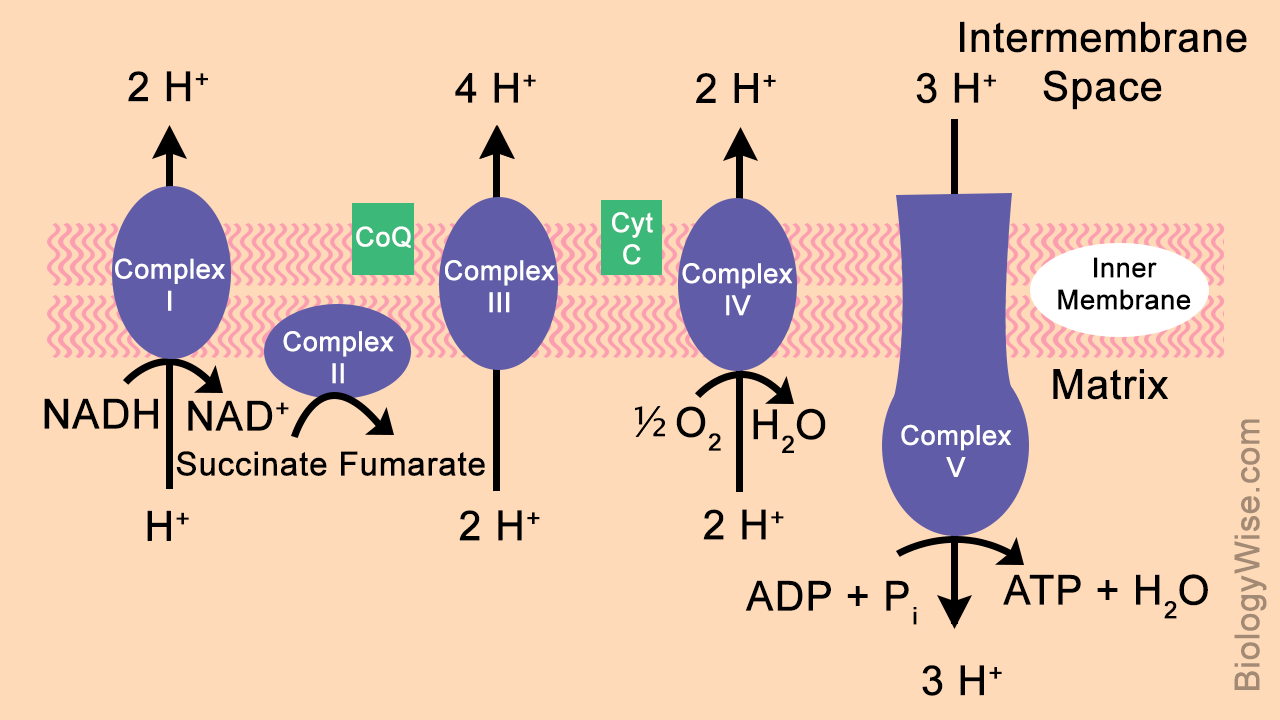 Intermembrane
Space
2 H⁺
4 H⁺
2 H⁺
3 H⁺
CoQ
Cyt
C
Complex
I
Complex
III
Complex
IV
Inner
Membrane
Complex
II
Matrix
NADH
NAD⁺
½ O₂
H₂O
Complex
V
Succinate Fumarate
H⁺
2 H⁺
2 H⁺
ADP + Pᵢ
ATP + H₂O
3 H⁺
BiologyWise.com